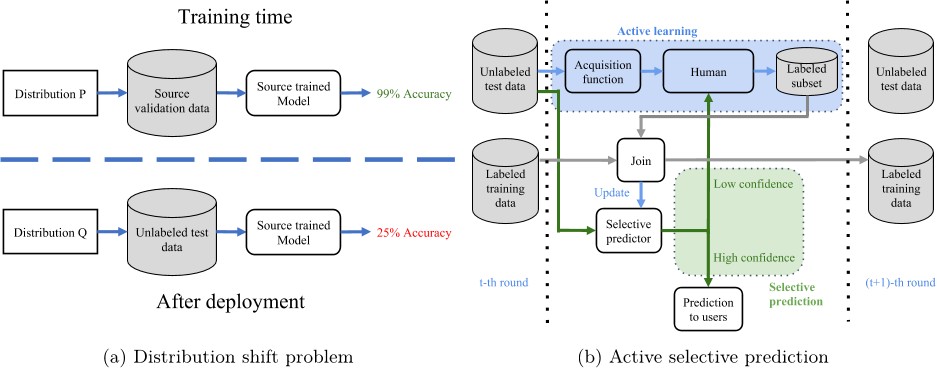 Training time
Distribution P
Source
validation data
Source trained
Model
99% Accuracy
Distribution Q
Unlabeled test
data
Source trained
Model
25% Accuracy
After deployment
(a) Distribution shift problem
Active learning
Unlabeled
test data
Acquisition
function
Human
Labeled
subset
Unlabeled
test data
Labeled
training
data
Join
Labeled
training
data
Update
Low confidence
Selective
predictor
High confidence
t-th round
Selective
prediction
(t+1)-th round
Prediction
to users
(b) Active selective prediction